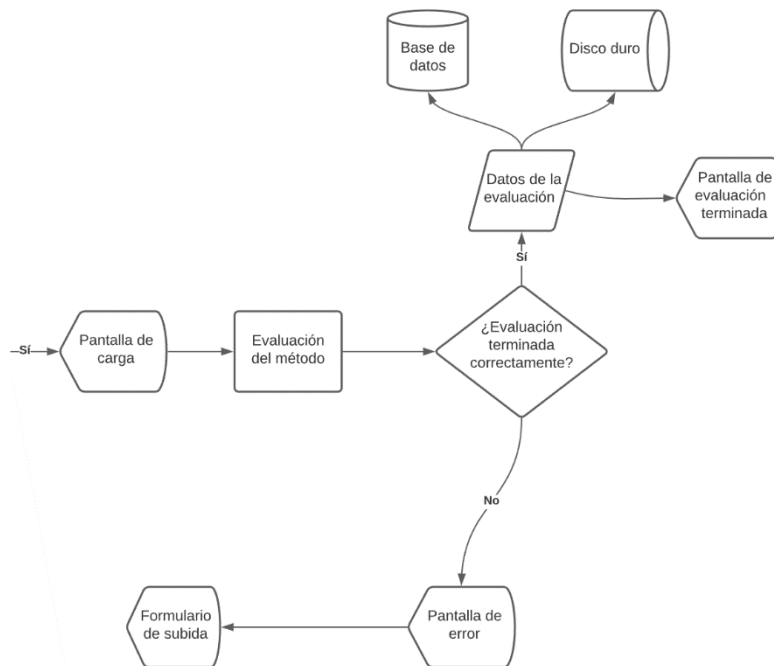 Base de
datos
Disco duro
Datos de la
evaluación
Pantalla de
evaluación
terminada
Sí
Sí
Pantalla de
carga
Evaluación
del método
¿Evaluación
terminada
correctamente?
No
Formulario
de subida
Pantalla de
error